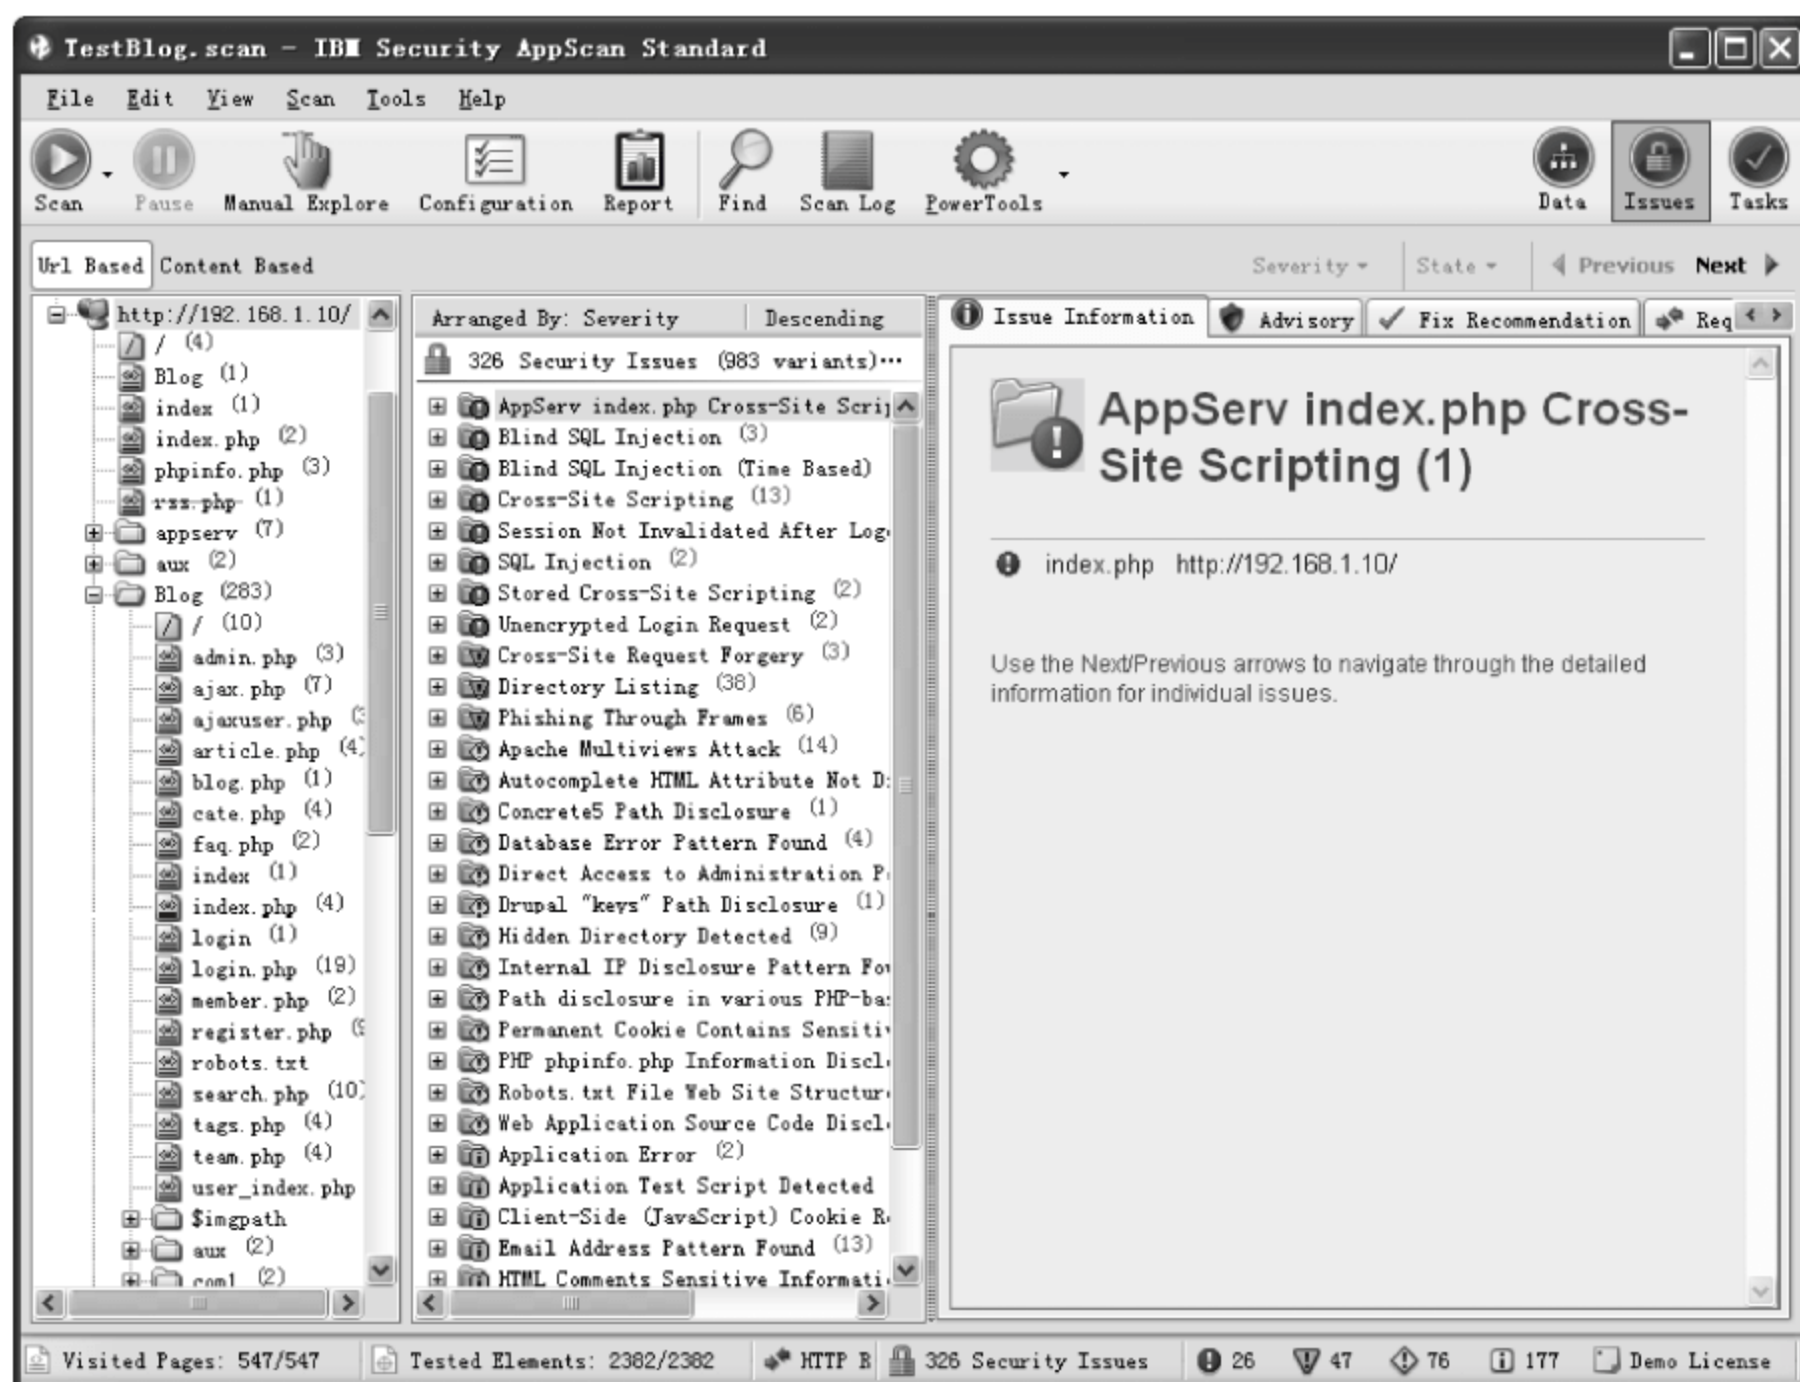 TestBlog.scan - IBM Security AppScan Standard
File Edit View Scan Tools Help
Scan Pause Manual Explore Configuration Report Find Scan Log PowerTools Data Issues Tasks
Url Based Content Based Severity State Previous Next
http://192.168.1.10/
/ (4)
Blog (1)
index (1)
index.php (2)
phpinfo.php (3)
rss.php (1)
appserv (7)
aux (2)
Blog (283)
/ (10)
admin.php (3)
ajax.php (7)
ajaxuser.php
article.php (4)
blog.php (1)
cate.php (4)
faq.php (2)
index (1)
index.php (4)
login (1)
login.php (19)
member.php (2)
register.php
robots.txt
search.php (10)
tags.php (4)
team.php (4)
user_index.php
$imgpath
aux (2)
com1 (2)
Arranged By: Severity Descending
326 Security Issues (983 variants)...
AppServ index.php Cross-Site Scrip
Blind SQL Injection (3)
Blind SQL Injection (Time Based)
Cross-Site Scripting (13)
Session Not Invalidated After Log
SQL Injection (2)
Stored Cross-Site Scripting (2)
Unencrypted Login Request (2)
Cross-Site Request Forgery (3)
Directory Listing (38)
Phishing Through Frames (6)
Apache Multiviews Attack (14)
Autocomplete HTML Attribute Not D
Concrete5 Path Disclosure (1)
Database Error Pattern Found (4)
Direct Access to Administration P
Drupal "keys" Path Disclosure (1)
Hidden Directory Detected (9)
Internal IP Disclosure Pattern Fo
Path disclosure in various PHP-ba
Permanent Cookie Contains Sensiti
PHP phpinfo.php Information Discl
Robots.txt File Web Site Structur
Web Application Source Code Discl
Application Error (2)
Application Test Script Detected
Client-Side (JavaScript) Cookie R
Email Address Pattern Found (13)
HTML Comments Sensitive Informati
Issue Information Advisory Fix Recommendation Req
AppServ index.php Cross-
Site Scripting (1)
index.php http://192.168.1.10/
Use the Next/Previous arrows to navigate through the detailed
information for individual issues.
Visited Pages: 547/547 Tested Elements: 2382/2382 HTTP R 326 Security Issues 26 47 76 177 Demo License